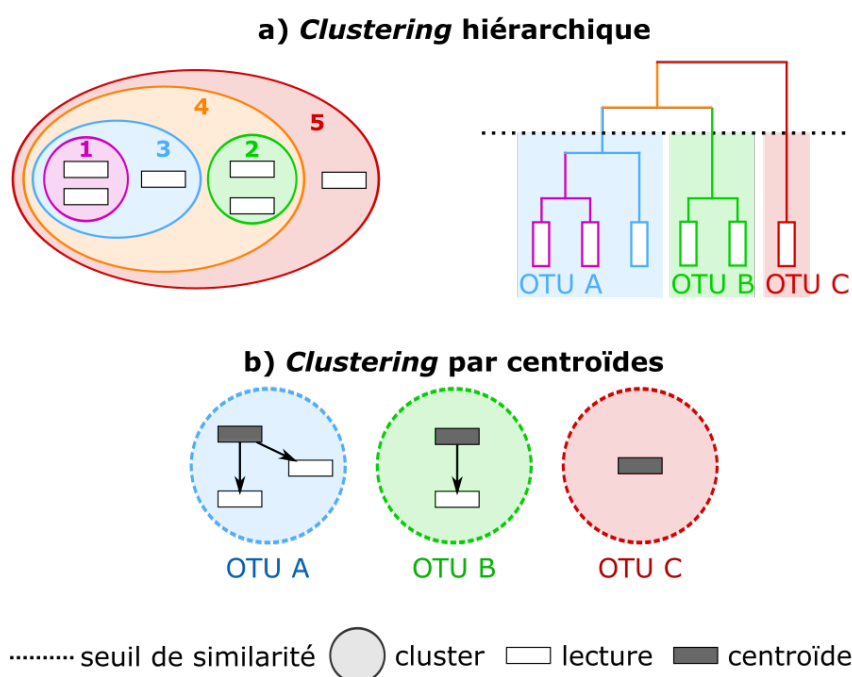 a) Clustering hiérarchique
4
5
1
3
2
OTU A
OTU B
OTU C
b) Clustering par centroïdes
OTU A
OTU B
OTU C
seuil de similarité
cluster
lecture
centroïde